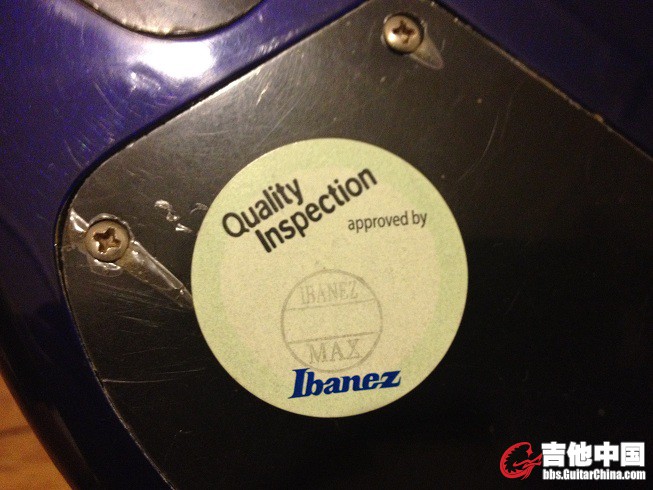 Quality
Inspection
approved by
IBANEZ
MAX
Ibanez
吉他中国
bbs.GuitarChina.com